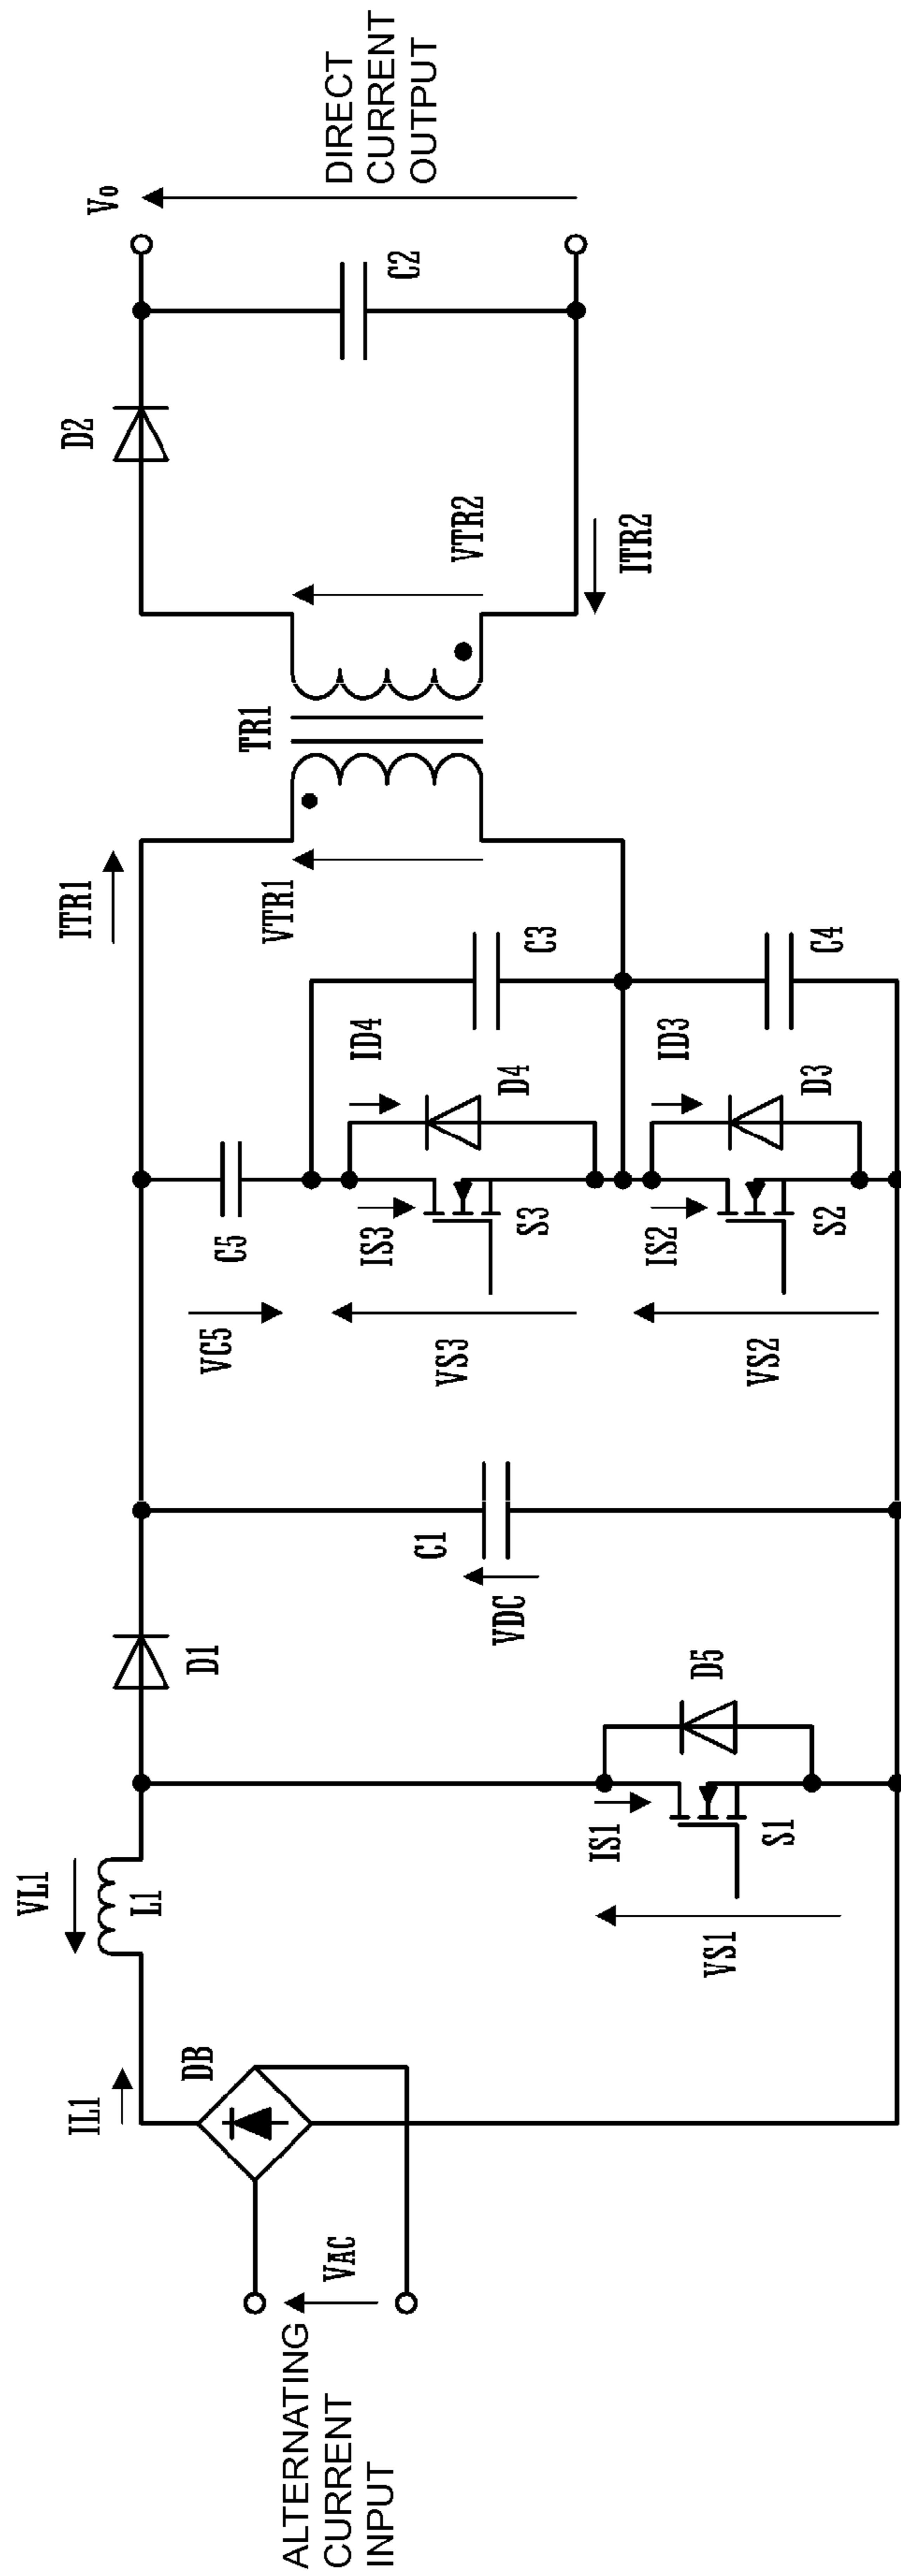 ALTERNATING
CURRENT
INPUT
VAC
IL1
DB
VL1
L1
D1
VS1
IS1
S1
D5
VDC
C1
VC5
C5
VS3
IS3
S3
ID4
D4
C3
VS2
IS2
S2
ID3
D3
C4
ITR1
VTR1
TR1
VTR2
ITR2
D2
C2
Vo
DIRECT
CURRENT
OUTPUT